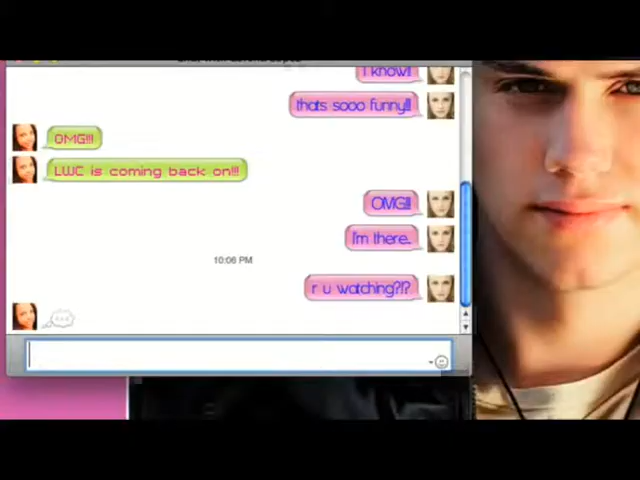 I know!!
thats sooo funny!!
OMG!!!
LWC is coming back on!!!
OMG!!!
I'm there..
10:06 PM
r u watching?!?